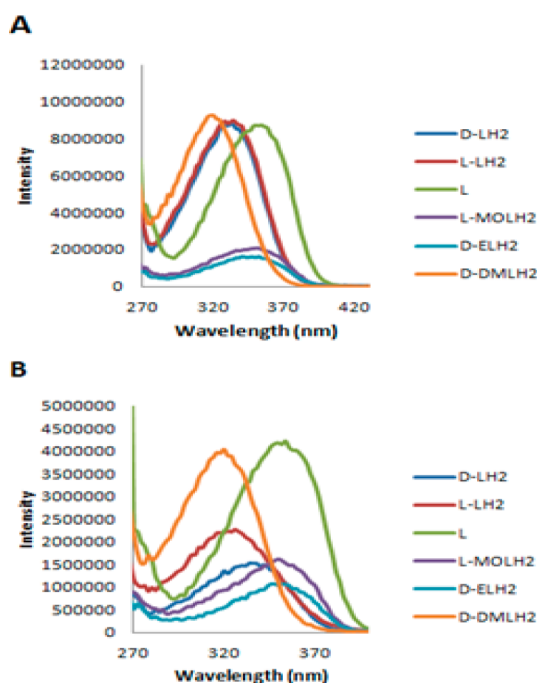 A
12000000
10000000
8000000
6000000
4000000
2000000
0
Intensity
270 320 370 420
Wavelength (nm)
D-LH2
L-LH2
L
L-MOLH2
D-ELH2
D-DMLH2
B
5000000
4500000
4000000
3500000
3000000
2500000
2000000
1500000
1000000
500000
0
Intensity
270 320 370
Wavelength (nm)
D-LH2
L-LH2
L
L-MOLH2
D-ELH2
D-DMLH2